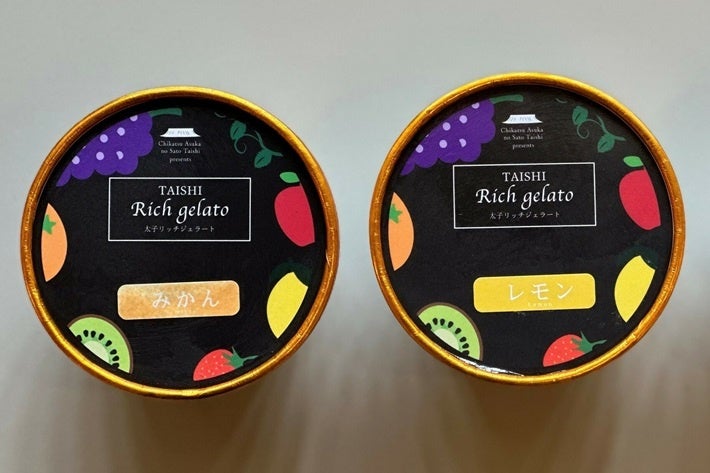 Chikatsu Asuka
no Sato Taishi
presents
TAISHI
Rich gelato
太子リッチジェラート
みかん
Chikatsu Asuka
no Sato Taishi
presents
TAISHI
Rich gelato
太子リッチジェラート
レモン
Lemon